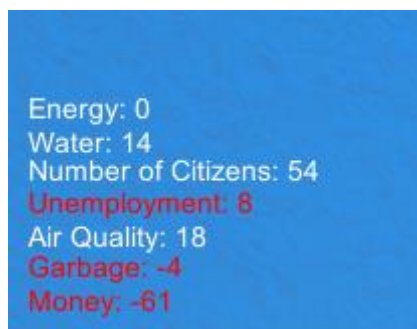 Energy: 0
Water: 14
Number of Citizens: 54
Unemployment: 8
Air Quality: 18
Garbage: -4
Money: -61